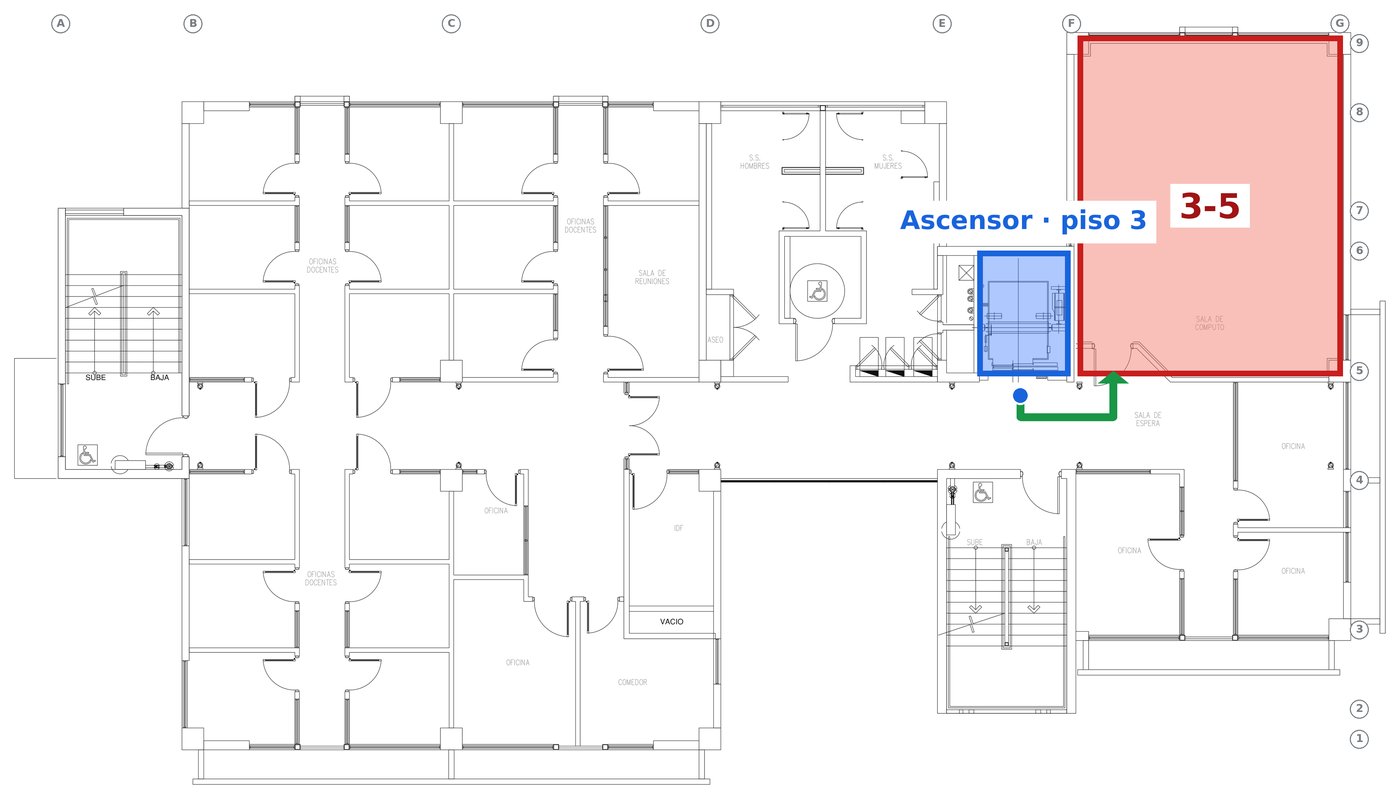 A
B
C
D
E
F
G
9
8
7
6
5
4
3
2
1
S.S.
HOMBRES
S.S.
MUJERES
Ascensor · piso 3
3-5
OFICINAS
DOCENTES
OFICINAS
DOCENTES
SALA DE
REUNIONES
ASEO
SALA DE
COMPUTO
SUBE
BAJA
SALA DE
ESPERA
OFICINA
OFICINA
IDF
SUBE
BAJA
OFICINA
OFICINA
OFICINAS
DOCENTES
VACIO
OFICINA
COMEDOR